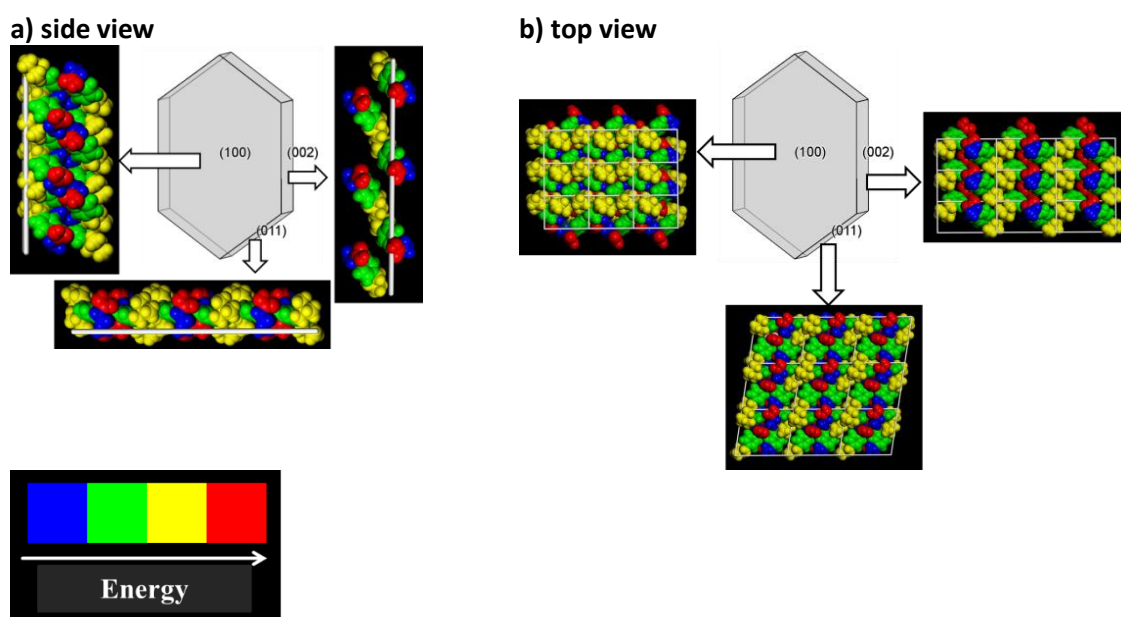 a) side view
b) top view
(100)
(002)
(011)
(100)
(002)
(011)
Energy